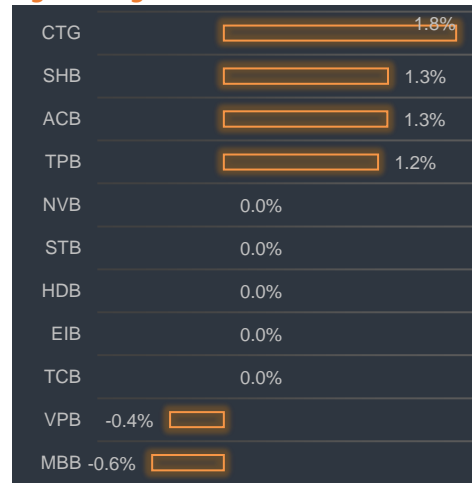 CTG 1.8%
SHB 1.3%
ACB 1.3%
TPB 1.2%
NVB 0.0%
STB 0.0%
HDB 0.0%
EIB 0.0%
TCB 0.0%
VPB -0.4%
MBB -0.6%